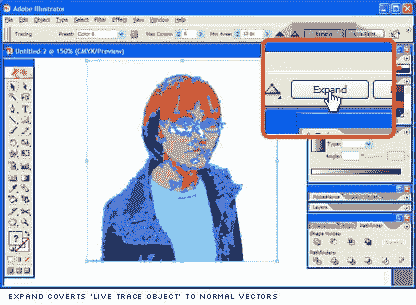 Adobe Illustrator
File Edit Object Type Select Filter Effect View Window Help
Tracing Preset: Color 6 Max Colors: 6 Min Area:
Untitled-2 @ 150% (CMYK/Preview)
Expand
Type:
Angle:
Appearance
Layers
Pathfinder
Shape Modes:
Pathfinders:
EXPAND COVERTS 'LIVE TRACE OBJECT' TO NORMAL VECTORS